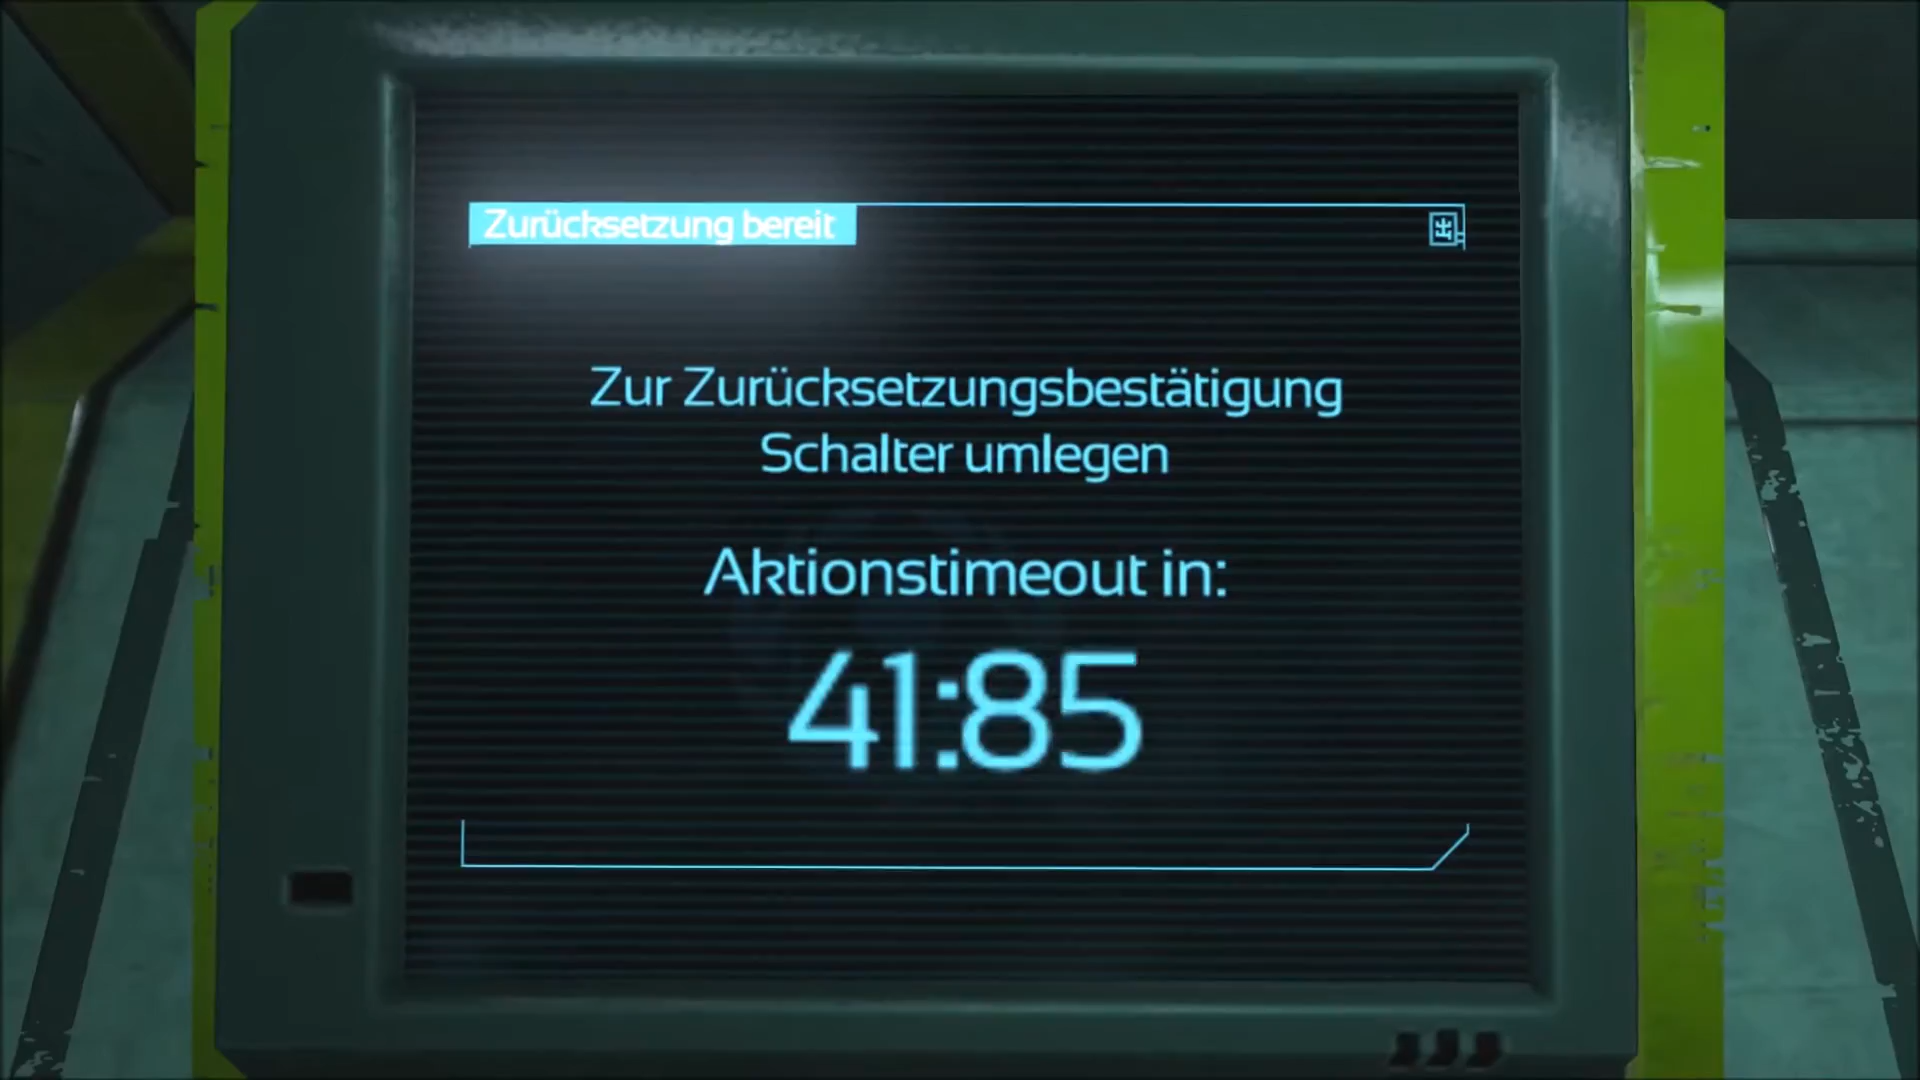 Zurücksetzung bereit
Zur Zurücksetzungsbestätigung
Schalter umlegen
Aktionstimeout in:
41:85